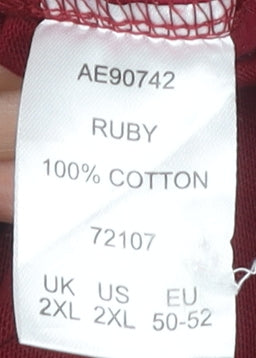 AE90742
RUBY
100% COTTON
72107
UK US EU
2XL 2XL 50-52